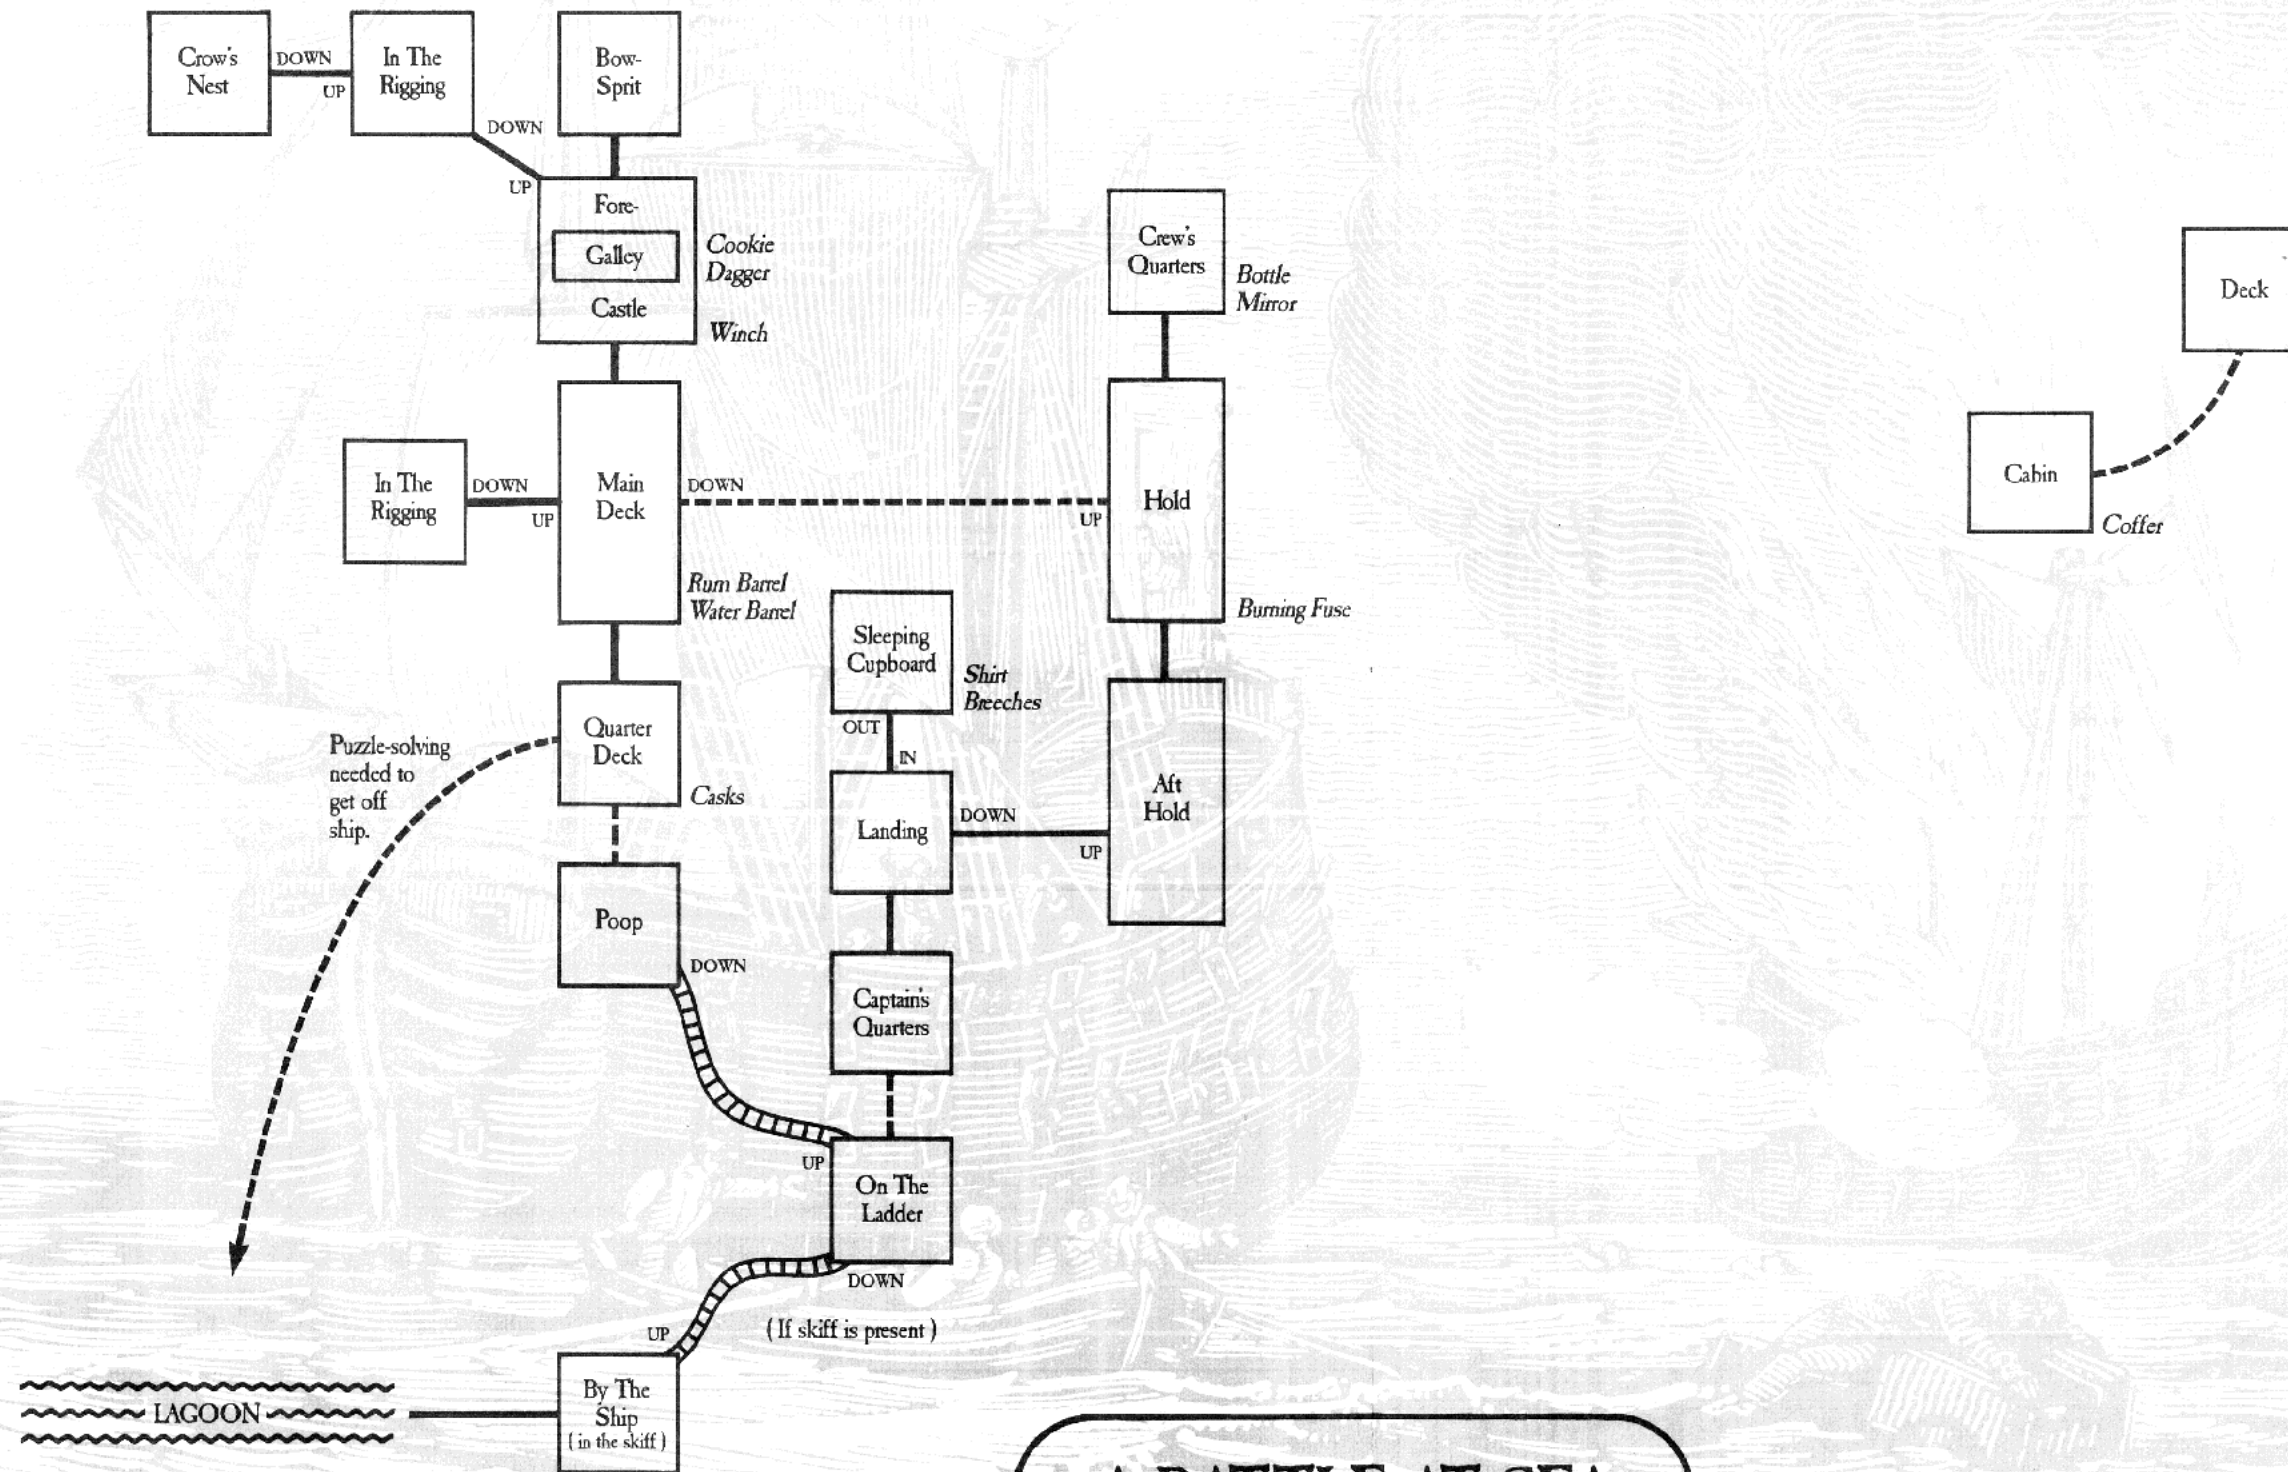 Crow's
Nest
DOWN
UP
In The
Rigging
DOWN
UP
Bow-
Sprit
Fore-
Galley
Castle
Cookie
Dagger
Winch
Crew's
Quarters
Bottle
Mirror
Deck
Cabin
Coffer
In The
Rigging
DOWN
UP
Main
Deck
DOWN
UP
Hold
Rum Barrel
Water Barrel
Burning Fuse
Sleeping
Cupboard
Shirt
Breeches
OUT
IN
Puzzle-solving
needed to
get off
ship.
Quarter
Deck
Casks
Landing
DOWN
UP
Aft
Hold
Poop
DOWN
Captain's
Quarters
UP
On The
Ladder
DOWN
(If skiff is present)
UP
By The
Ship
(in the skiff)
LAGOON
A BATTLE AT SEA